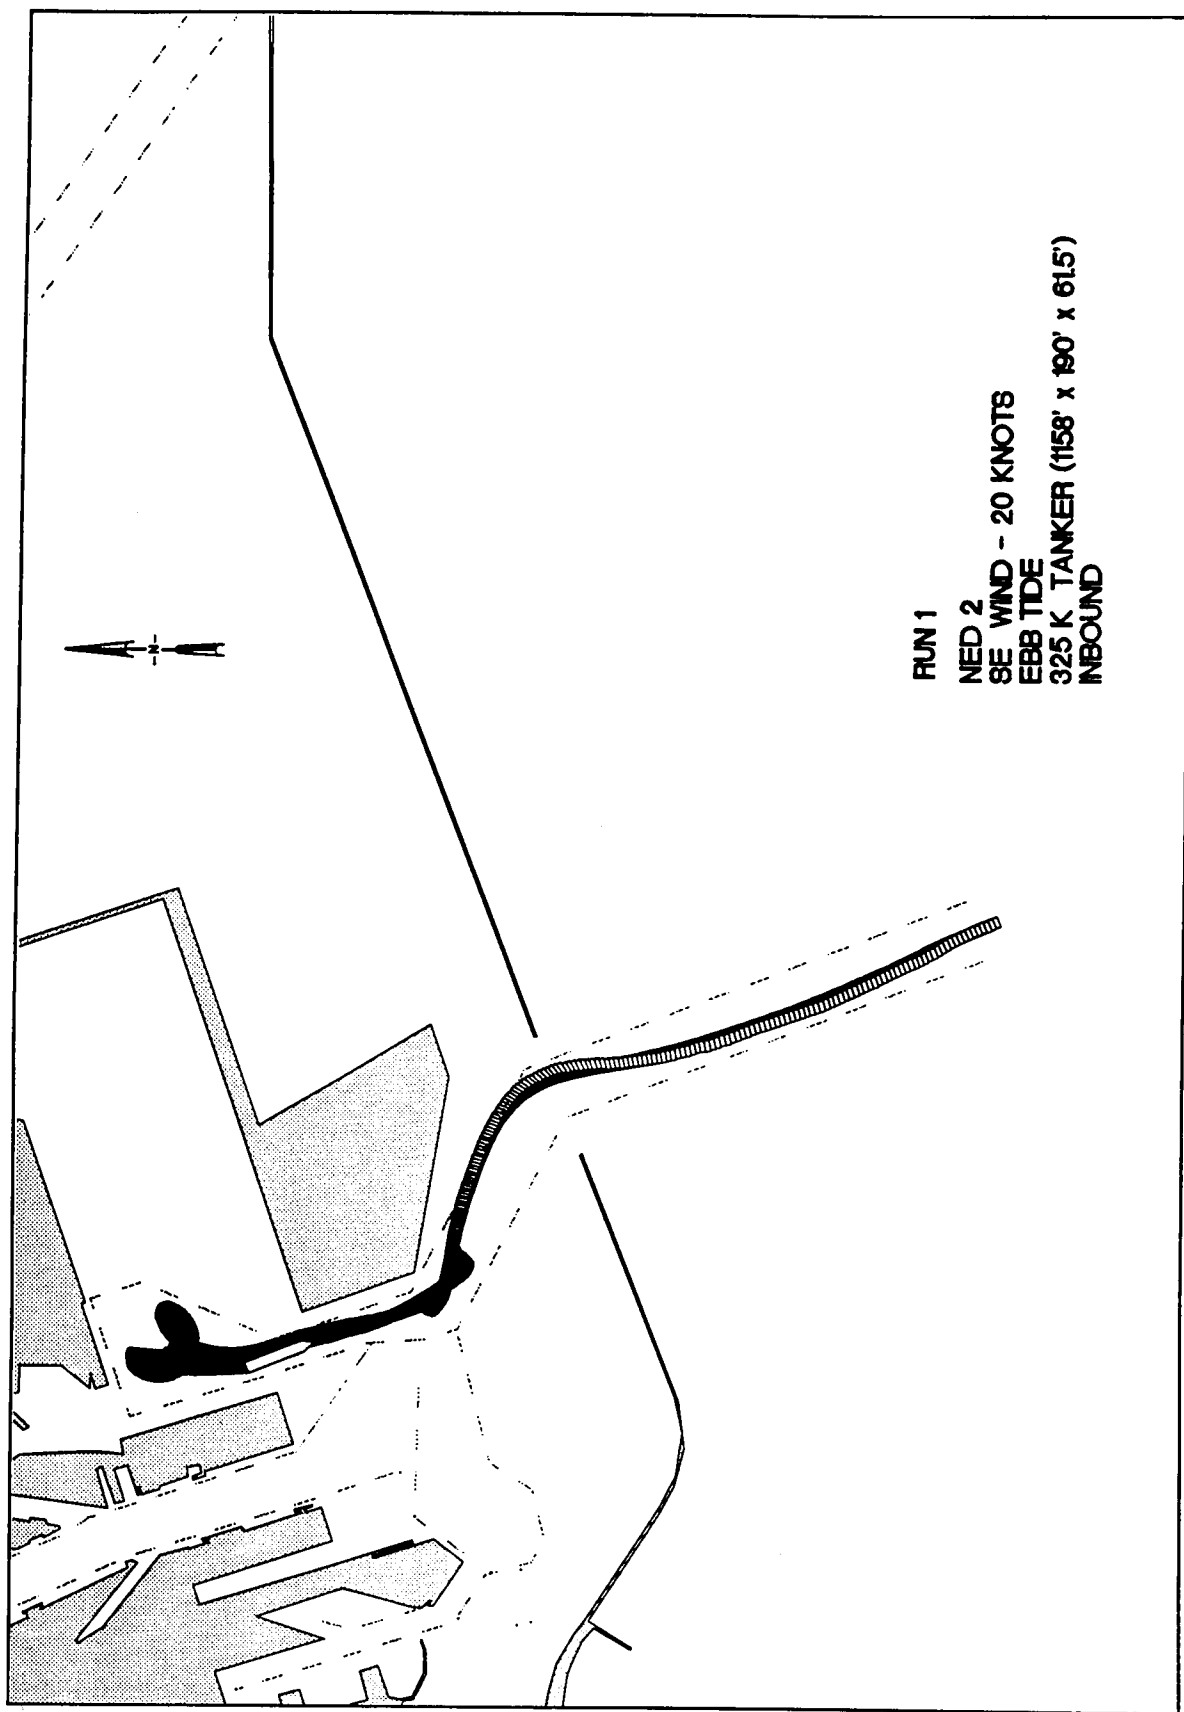 N
RUN 1
NED 2
SE WIND - 20 KNOTS
EBB TIDE
325 K TANKER (1158' x 190' x 61.5')
INBOUND